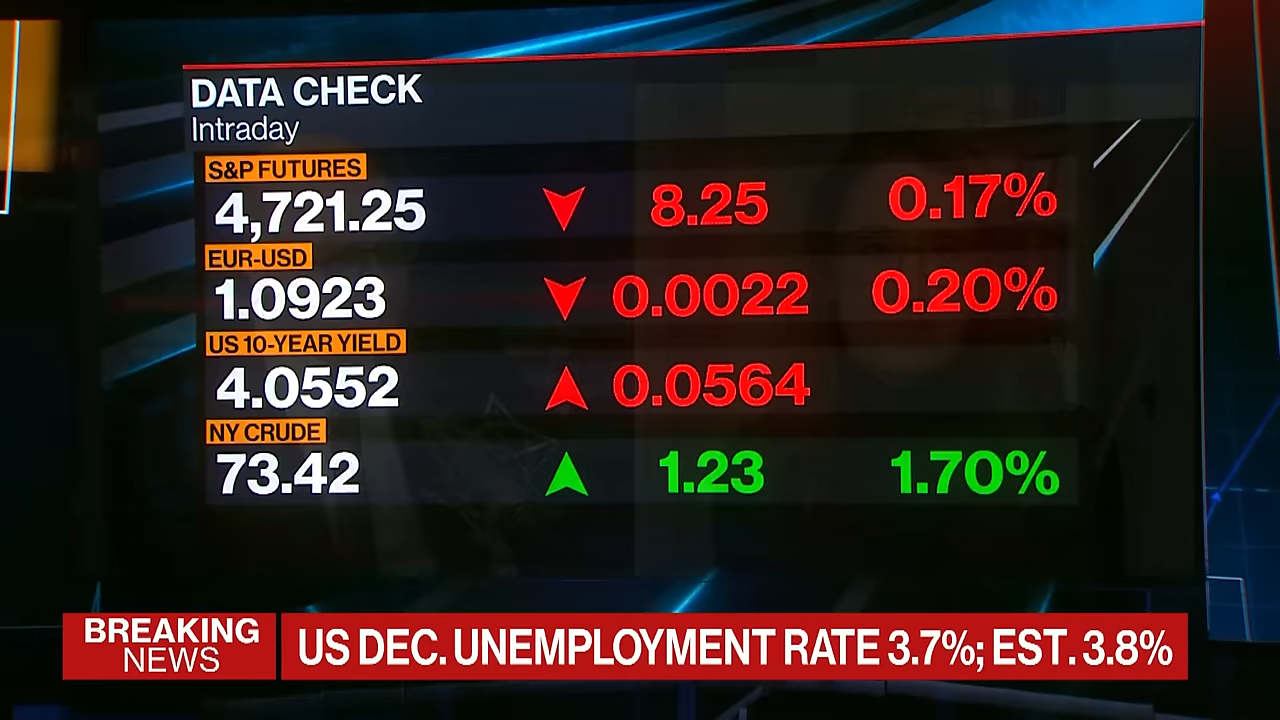 DATA CHECK
Intraday
S&P FUTURES
4,721.25 8.25 0.17%
EUR-USD
1.0923 0.0022 0.20%
US 10-YEAR YIELD
4.0552 0.0564
NY CRUDE
73.42 1.23 1.70%
BREAKING NEWS
US DEC. UNEMPLOYMENT RATE 3.7%; EST. 3.8%